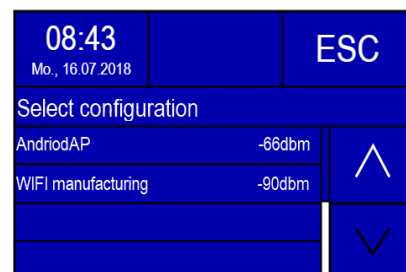 08:43
ESC
Mo., 16.07.2018
Select configuration
AndriodAP -66dbm
WIFI manufacturing -90dbm